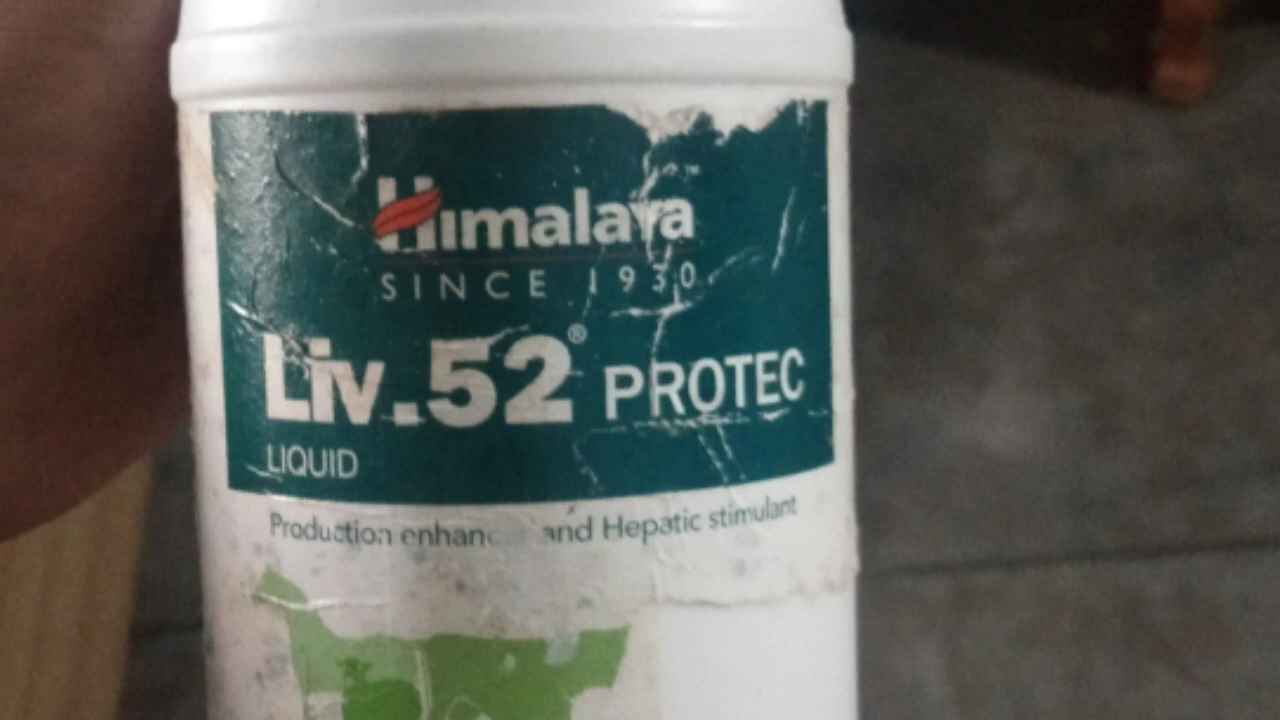 Himalaya
SINCE 1930
Liv.52® PROTEC
LIQUID
Production and Hepatic stimulant